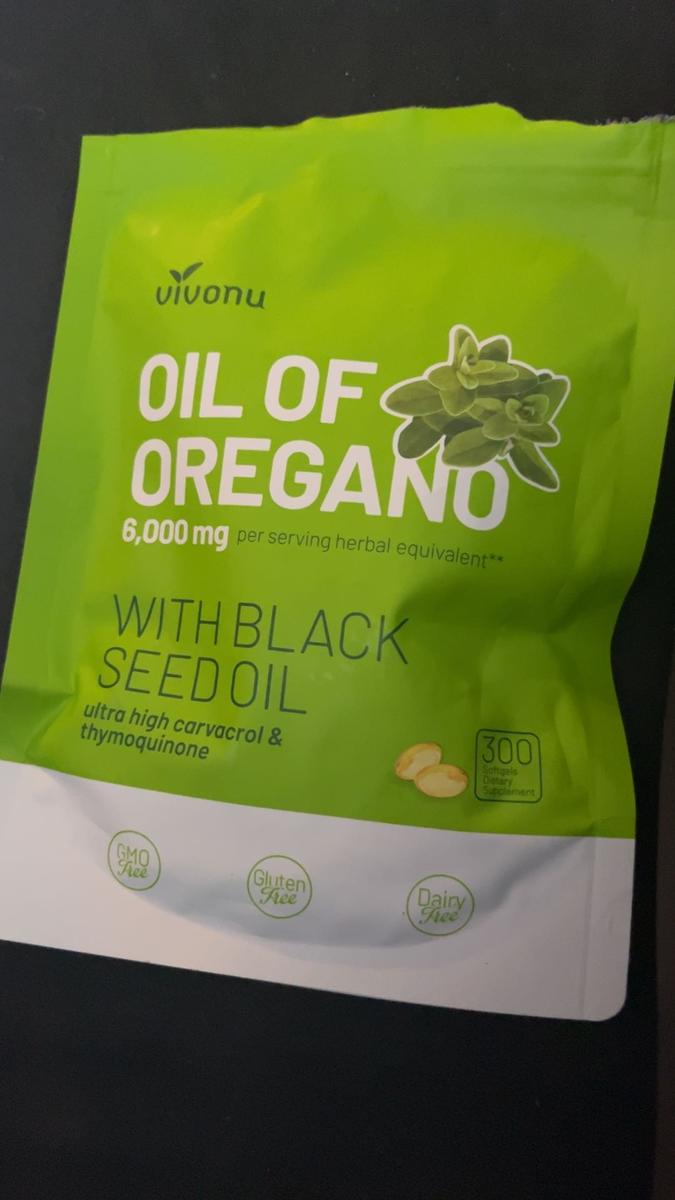 vivonu
OIL OF
OREGANO
6,000 mg per serving herbal equivalent**
WITH BLACK
SEED OIL
ultra high carvacrol &
thymoquinone
300
Softgels
Dietary
Supplement
GMO
Free
Gluten
Free
Dairy
Free